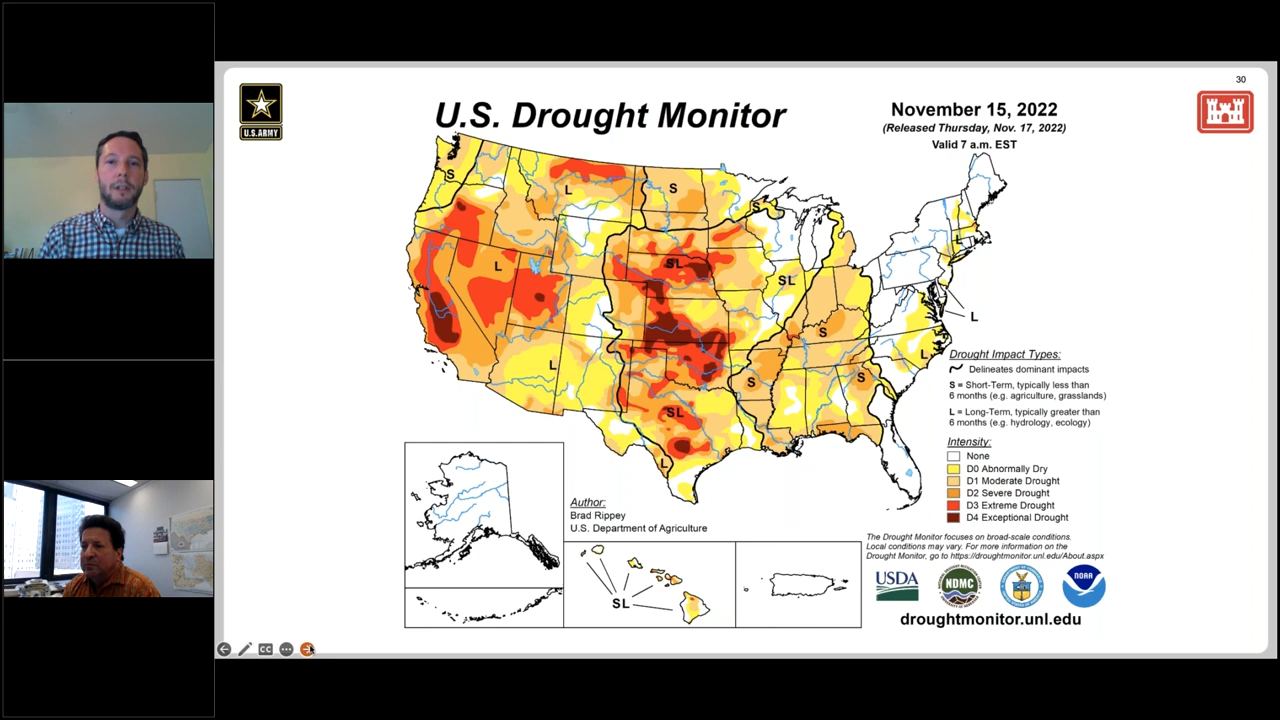 30
U.S. ARMY
U.S. Drought Monitor
November 15, 2022
(Released Thursday, Nov. 17, 2022)
Valid 7 a.m. EST
S
L
S
S
L
L
SL
SL
L
S
L
L
S
S
SL
L
Drought Impact Types:
Delineates dominant impacts
S = Short-Term, typically less than
6 months (e.g. agriculture, grasslands)
L = Long-Term, typically greater than
6 months (e.g. hydrology, ecology)
Intensity:
None
D0 Abnormally Dry
D1 Moderate Drought
D2 Severe Drought
D3 Extreme Drought
D4 Exceptional Drought
Author:
Brad Rippey
U.S. Department of Agriculture
SL
The Drought Monitor focuses on broad-scale conditions.
Local conditions may vary. For more information on the
Drought Monitor, go to https://droughtmonitor.unl.edu/About.aspx
USDA
NDMC
NOAA
droughtmonitor.unl.edu
CC